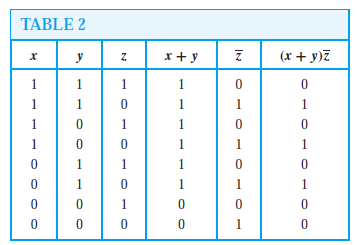 TABLE 2
x y z x + y z̅ (x + y)z̅
1 1 1 1 0 0
1 1 0 1 1 1
1 0 1 1 0 0
1 0 0 1 1 1
0 1 1 1 0 0
0 1 0 1 1 1
0 0 1 0 0 0
0 0 0 0 1 0